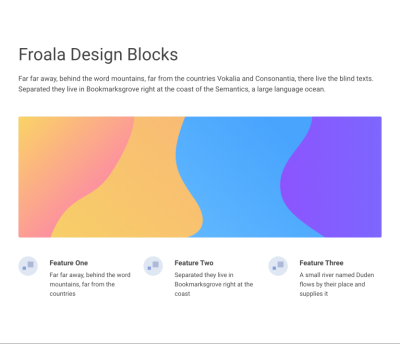 Froala Design Blocks
Far far away, behind the word mountains, far from the countries Vokalia and Consonantia, there live the blind texts.
Separated they live in Bookmarksgrove right at the coast of the Semantics, a large language ocean.
Feature One
Far far away, behind the word
mountains, far from the
countries
Feature Two
Separated they live in
Bookmarksgrove right at the
coast
Feature Three
A small river named Duden
flows by their place and
supplies it